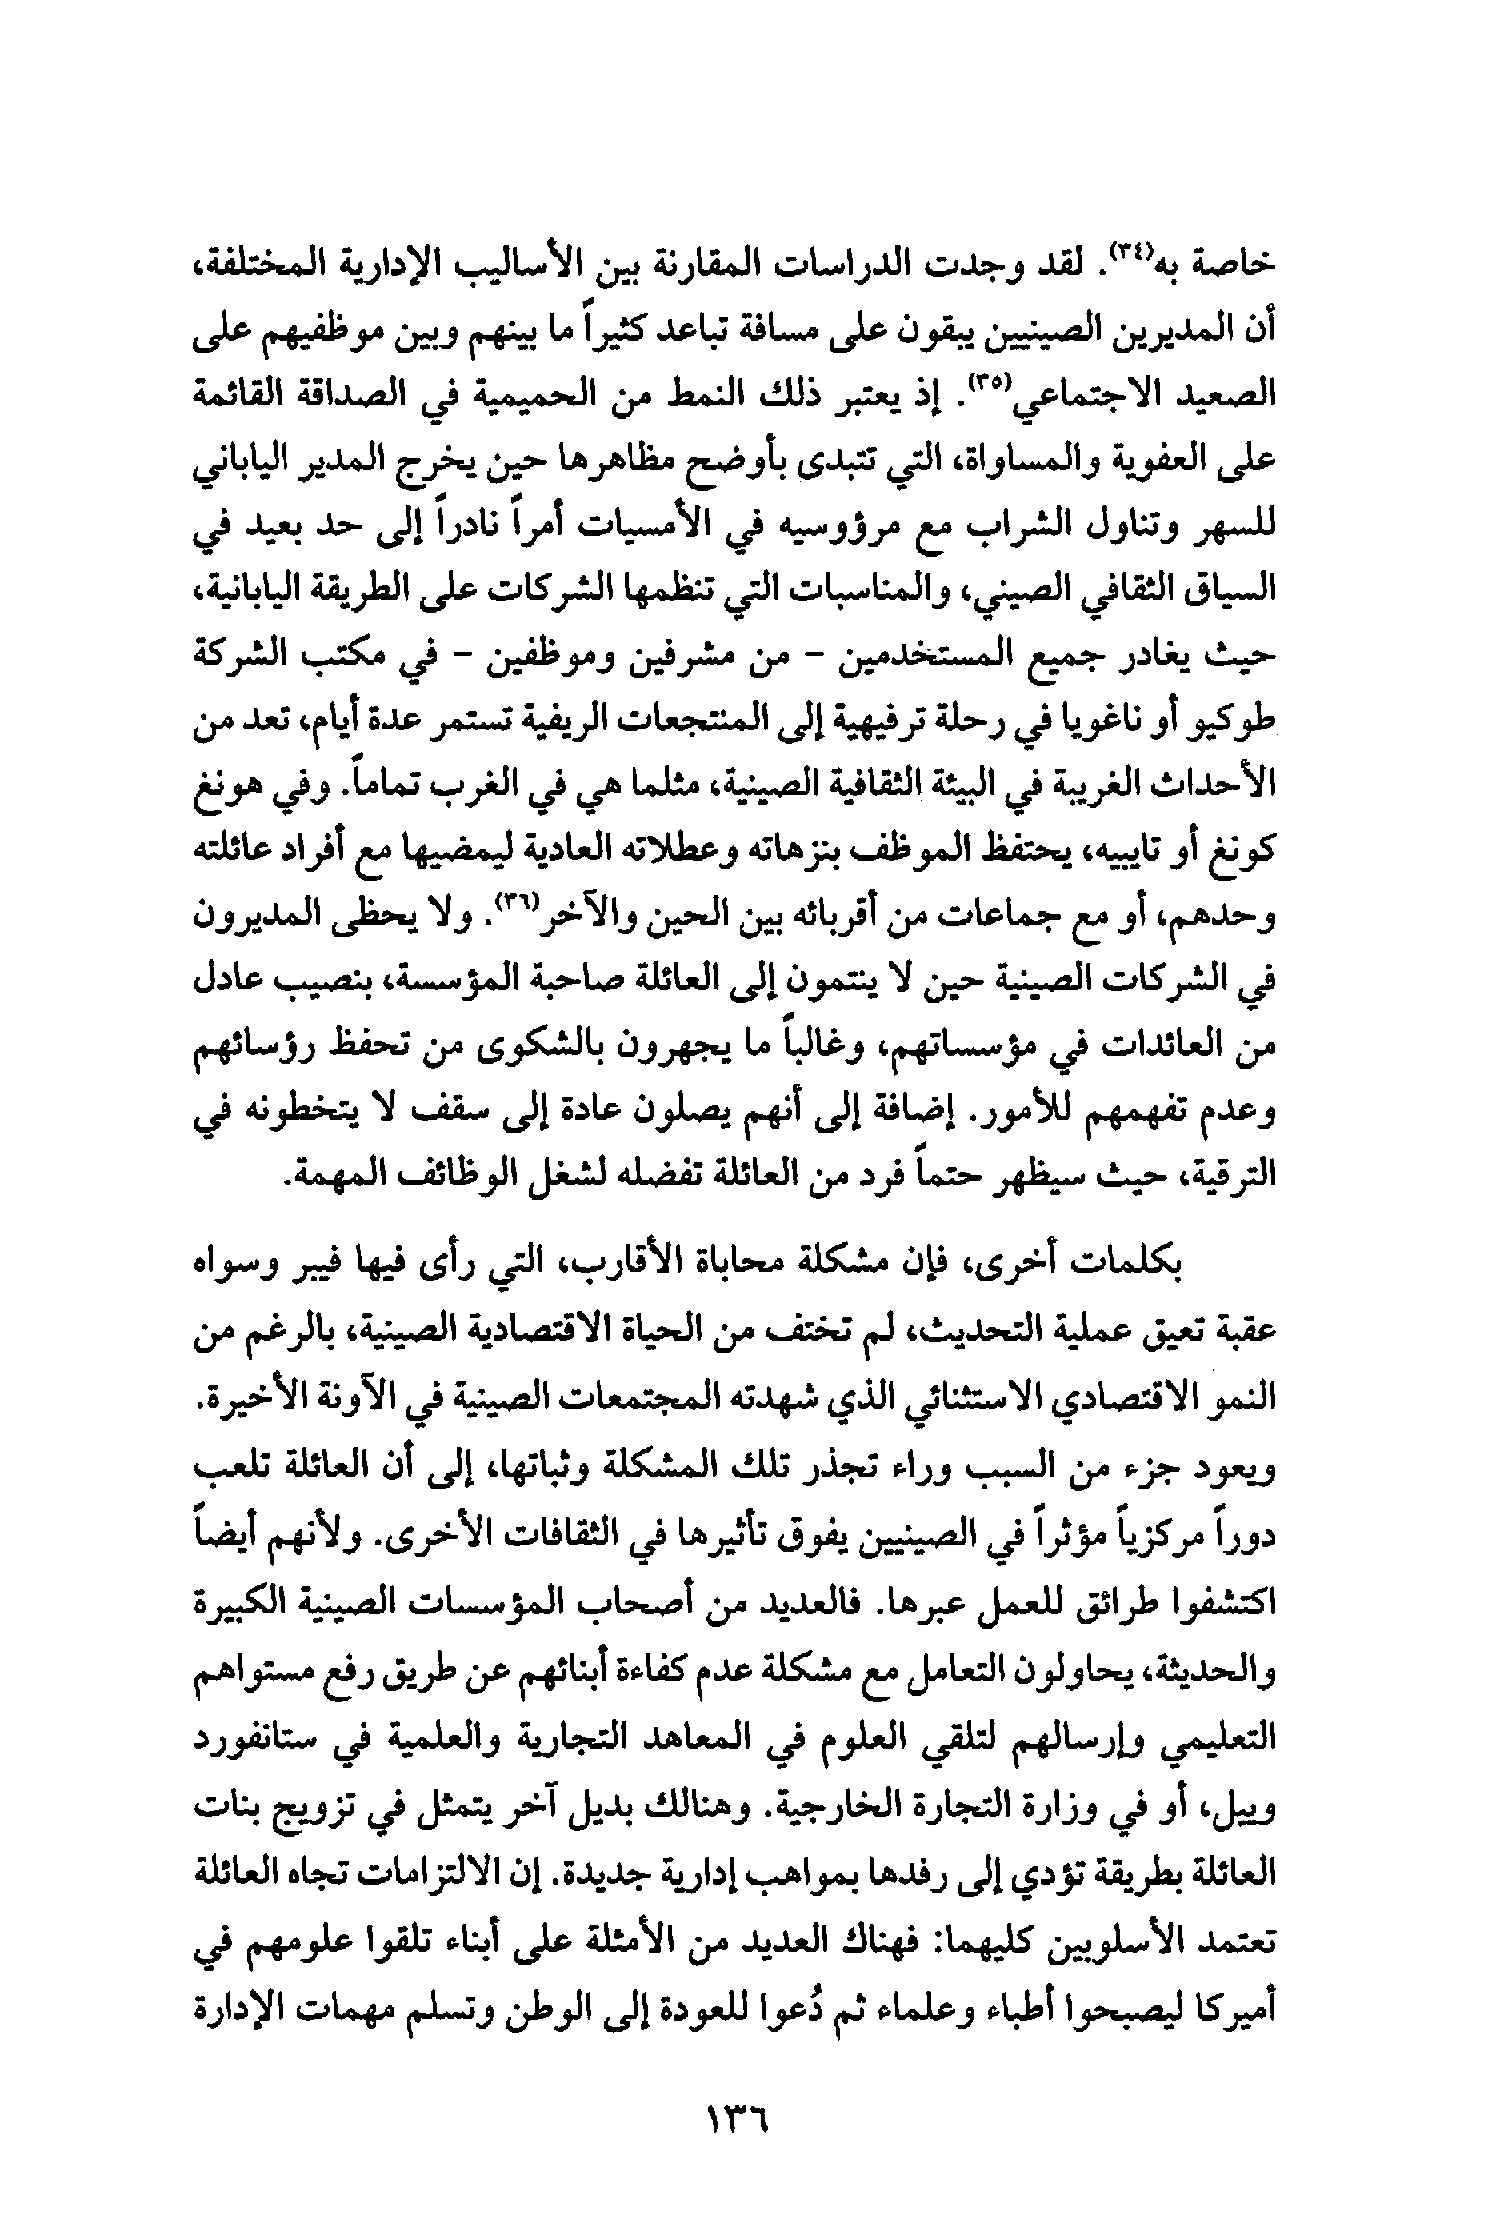 خاصة به(٣٤). لقد وجدت الدراسات المقارنة بين الأساليب الإدارية المختلفة،
أن المديرين الصينيين يبقون على مسافة تباعد كثيراً ما بينهم وبين موظفيهم على
الصعيد الاجتماعي(٣٥). إذ يعتبر ذلك النمط من الحميمية في الصداقة القائمة
على العفوية والمساواة، التي تتبدى بأوضح مظاهرها حين يخرج المدير الياباني
للسهر وتناول الشراب مع مرؤوسيه في الأمسيات أمراً نادراً إلى حد بعيد في
السياق الثقافي الصيني، والمناسبات التي تنظمها الشركات على الطريقة اليابانية،
حيث يغادر جميع المستخدمين - من مشرفين وموظفين - في مكتب الشركة
طوكيو أو ناغويا في رحلة ترفيهية إلى المنتجعات الريفية تستمر عدة أيام، تعد من
الأحداث الغريبة في البيئة الثقافية الصينية، مثلما هي في الغرب تماماً. وفي هونغ
كونغ أو تايبيه، يحتفظ الموظف بنزهاته وعطلاته العادية ليمضيها مع أفراد عائلته
وحدهم، أو مع جماعات من أقربائه بين الحين والآخر(٣٦). ولا يحظى المديرون
في الشركات الصينية حين لا ينتمون إلى العائلة صاحبة المؤسسة، بنصيب عادل
من العائدات في مؤسساتهم، وغالباً ما يجهرون بالشكوى من تحفظ رؤسائهم
وعدم تفهمهم للأمور. إضافة إلى أنهم يصلون عادة إلى سقف لا يتخطونه في
الترقية، حيث سيظهر حتماً فرد من العائلة تفضله لشغل الوظائف المهمة.
بكلمات أخرى، فإن مشكلة محاباة الأقارب، التي رأى فيها فيبر وسواه
عقبة تعيق عملية التحديث، لم تختف من الحياة الاقتصادية الصينية، بالرغم من
النمو الاقتصادي الاستثنائي الذي شهدته المجتمعات الصينية في الآونة الأخيرة.
ويعود جزء من السبب وراء تجذر تلك المشكلة وثباتها، إلى أن العائلة تلعب
دوراً مركزياً مؤثراً في الصينيين يفوق تأثيرها في الثقافات الأخرى. ولأنهم أيضاً
اكتشفوا طرائق للعمل عبرها. فالعديد من أصحاب المؤسسات الصينية الكبيرة
والحديثة، يحاولون التعامل مع مشكلة عدم كفاءة أبنائهم عن طريق رفع مستواهم
التعليمي وإرسالهم لتلقي العلوم في المعاهد التجارية والعلمية في ستانفورد
وييل، أو في وزارة التجارة الخارجية. وهنالك بديل آخر يتمثل في تزويج بنات
العائلة بطريقة تؤدي إلى رفدها بمواهب إدارية جديدة. إن الالتزامات تجاه العائلة
تعتمد الأسلوبين كليهما: فهناك العديد من الأمثلة على أبناء تلقوا علومهم في
أميركا ليصبحوا أطباء وعلماء ثم دُعوا للعودة إلى الوطن وتسلم مهمات الإدارة
١٣٦